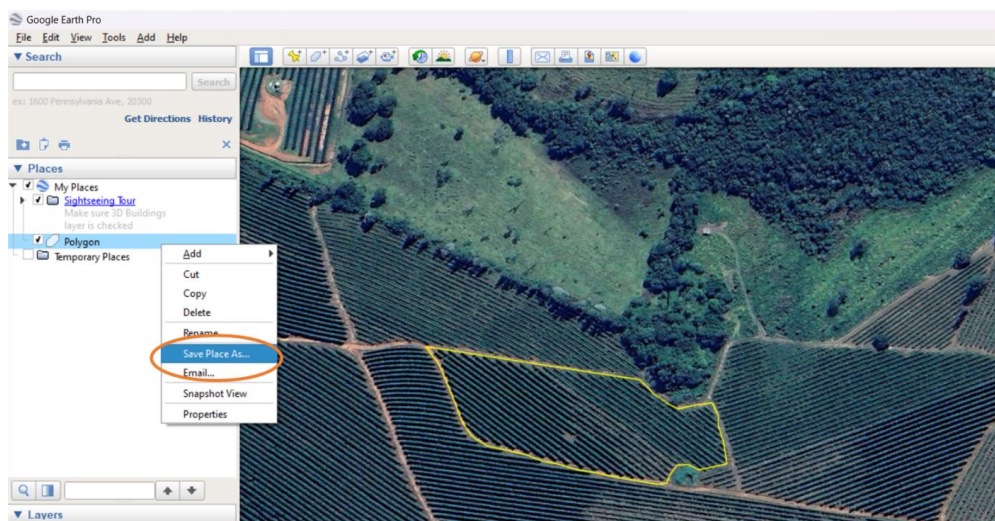 Google Earth Pro
File Edit View Tools Add Help
▼ Search
Search
ex: 1600 Pennsylvania Ave, 20500
Get Directions History
▼ Places
My Places
Sightseeing Tour
Make sure 3D Buildings
layer is checked
Polygon
Temporary Places
Add
Cut
Copy
Delete
Rename
Save Place As...
Email...
Snapshot View
Properties
▼ Layers